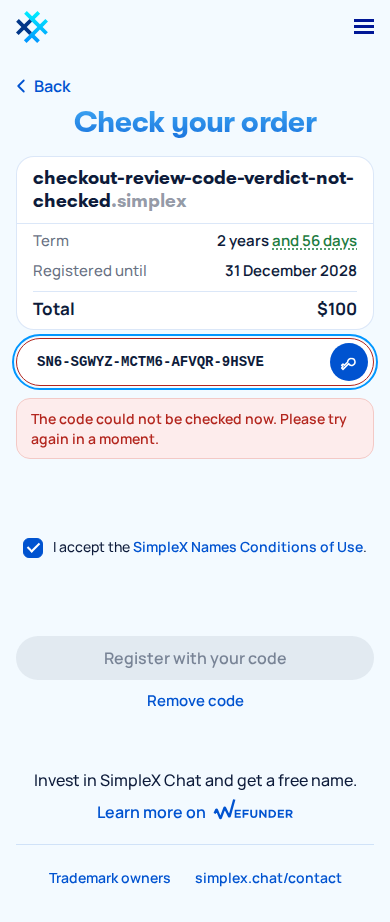 Back
Check your order
checkout-review-code-verdict-not-
checked.simplex
Term 2 years and 56 days
Registered until 31 December 2028
Total $100
SN6-SGWYZ-MCTM6-AFVQR-9HSYE
The code could not be checked now. Please try
again in a moment.
I accept the SimpleX Names Conditions of Use.
Register with your code
Remove code
Invest in SimpleX Chat and get a free name.
Learn more on WEFUNDER
Trademark owners simplex.chat/contact